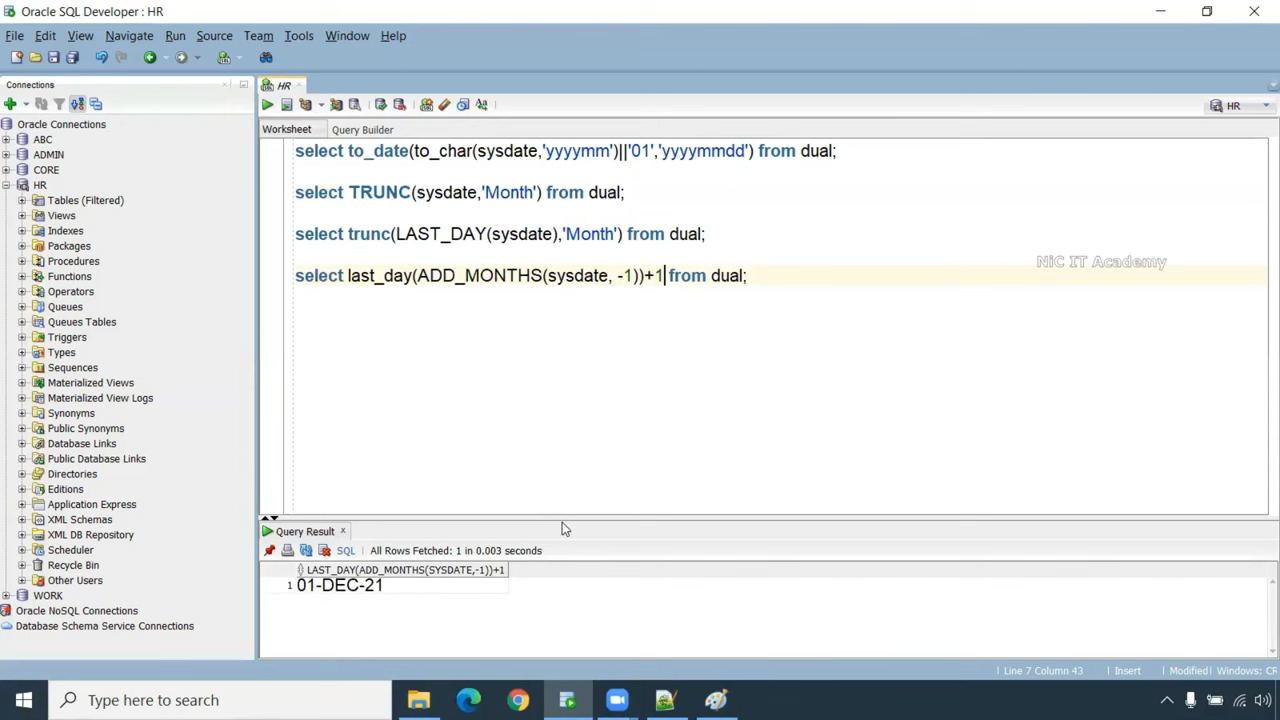 Oracle SQL Developer : HR
File Edit View Navigate Run Source Team Tools Window Help
Connections
HR
HR
Worksheet Query Builder
Oracle Connections
ABC
ADMIN
CORE
HR
Tables (Filtered)
Views
Indexes
Packages
Procedures
Functions
Operators
Queues
Queues Tables
Triggers
Types
Sequences
Materialized Views
Materialized View Logs
Synonyms
Public Synonyms
Database Links
Public Database Links
Directories
Editions
Application Express
XML Schemas
XML DB Repository
Scheduler
Recycle Bin
Other Users
WORK
Oracle NoSQL Connections
Database Schema Service Connections
select to_date(to_char(sysdate,'yyyymm')||'01','yyyymmdd') from dual;
select TRUNC(sysdate,'Month') from dual;
select trunc(LAST_DAY(sysdate),'Month') from dual;
NiC IT Academy
select last_day(ADD_MONTHS(sysdate, -1))+1 from dual;
Query Result
SQL All Rows Fetched: 1 in 0.003 seconds
LAST_DAY(ADD_MONTHS(SYSDATE,-1))+1
1 01-DEC-21
Line 7 Column 43 Insert Modified Windows: CR
Type here to search